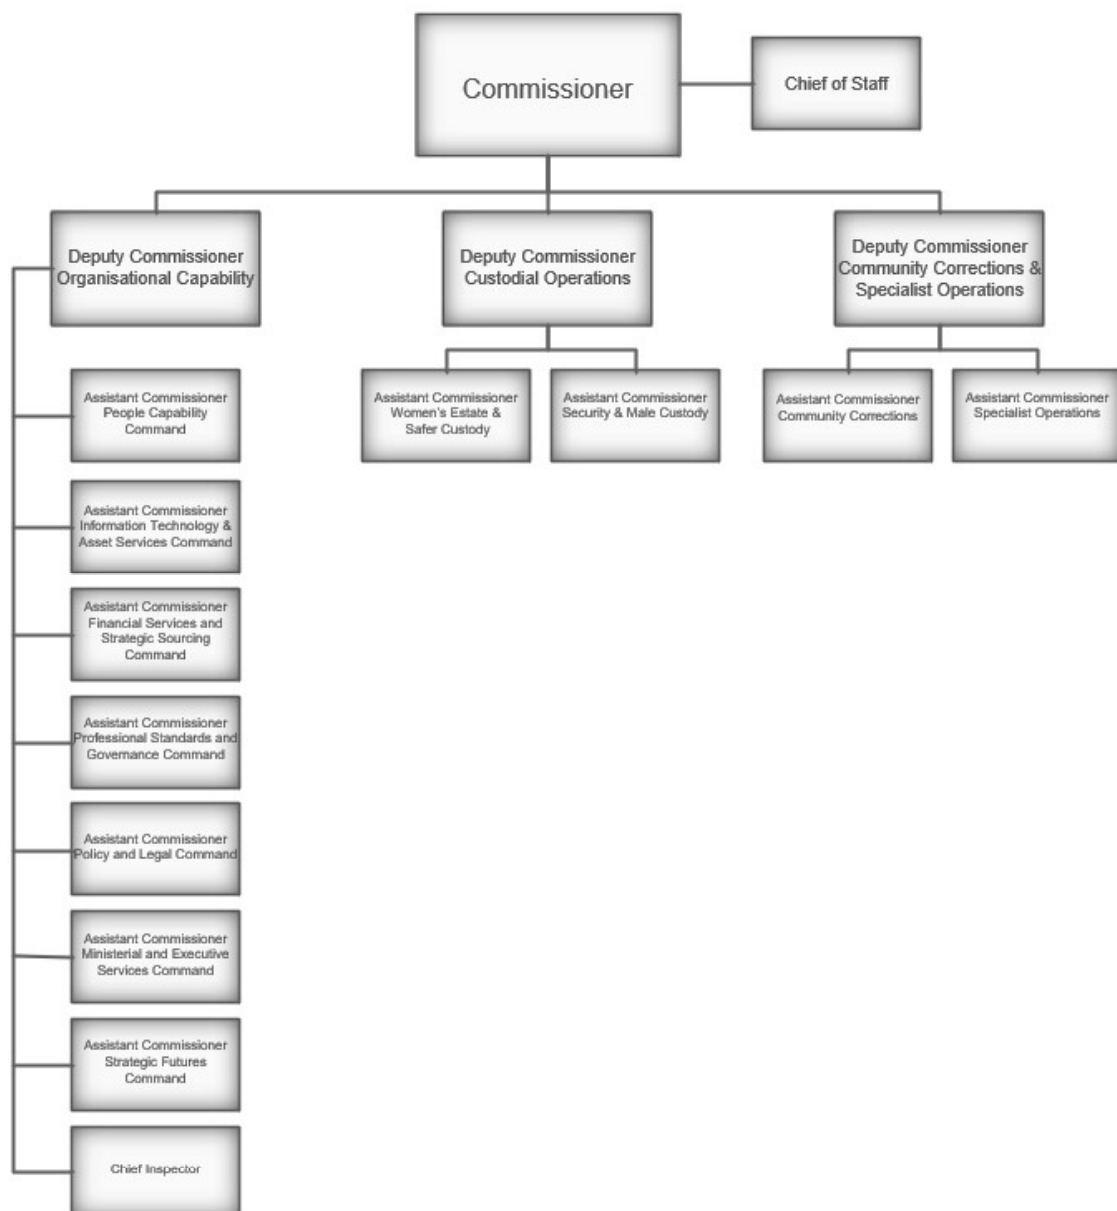 Commissioner
Chief of Staff
Deputy Commissioner
Organisational Capability
Deputy Commissioner
Custodial Operations
Deputy Commissioner
Community Corrections &
Specialist Operations
Assistant Commissioner
People Capability
Command
Assistant Commissioner
Women's Estate &
Safer Custody
Assistant Commissioner
Security & Male Custody
Assistant Commissioner
Community Corrections
Assistant Commissioner
Specialist Operations
Assistant Commissioner
Information Technology &
Asset Services Command
Assistant Commissioner
Financial Services and
Strategic Sourcing
Command
Assistant Commissioner
Professional Standards and
Governance Command
Assistant Commissioner
Policy and Legal Command
Assistant Commissioner
Ministerial and Executive
Services Command
Assistant Commissioner
Strategic Futures
Command
Chief Inspector